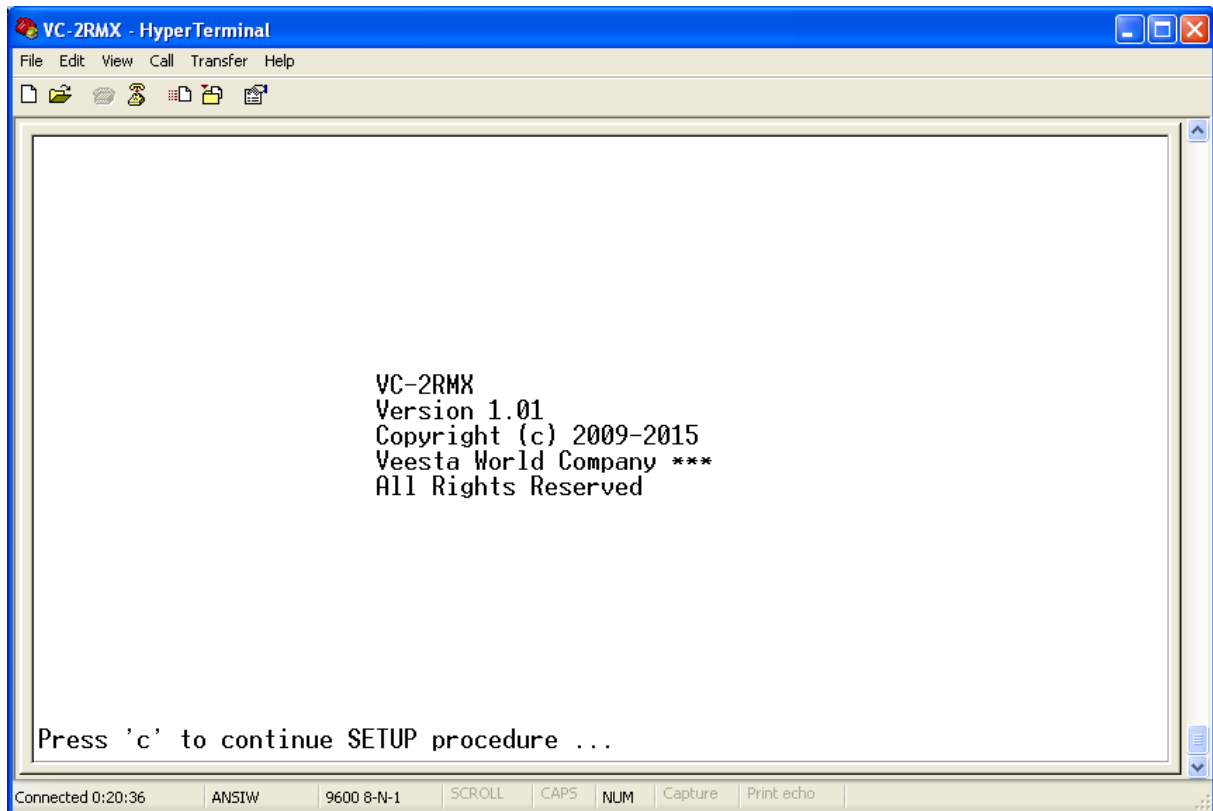 VC-2RMX - HyperTerminal
File Edit View Call Transfer Help
VC-2RMX
Version 1.01
Copyright (c) 2009-2015
Veesta World Company ***
All Rights Reserved
Press 'c' to continue SETUP procedure ...
Connected 0:20:36 ANSIW 9600 8-N-1 SCROLL CAPS NUM Capture Print echo